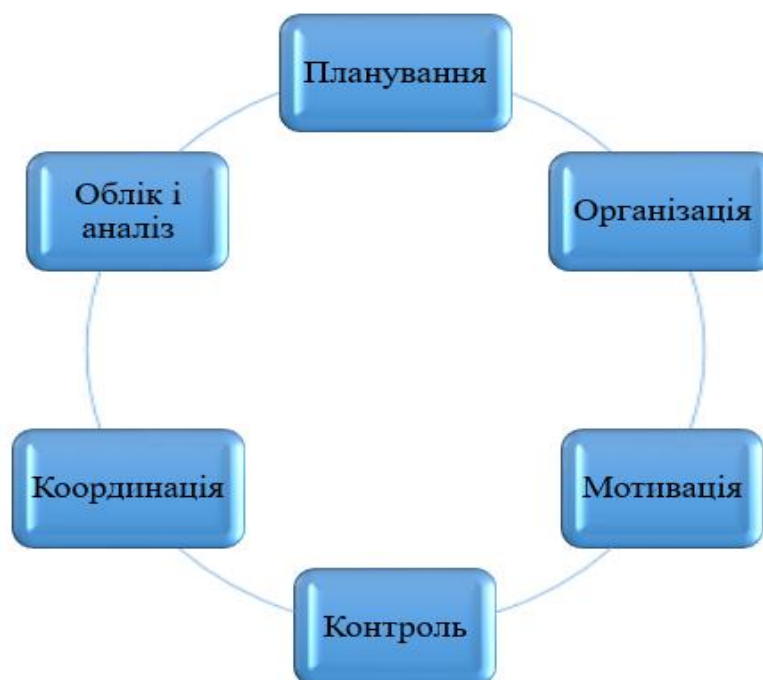 Планування
Організація
Мотивація
Контроль
Координація
Облік і
аналіз